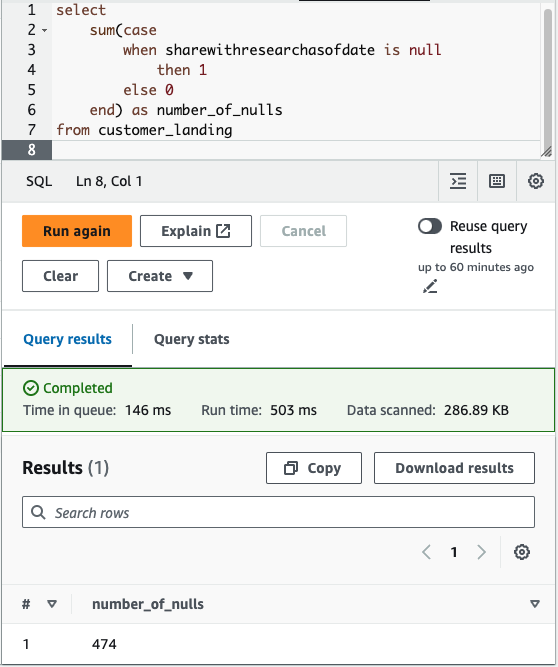 1 select
2 sum(case
3 when sharewithresearchasofdate is null
4 then 1
5 else 0
6 end) as number_of_nulls
7 from customer_landing
8
SQL Ln 8, Col 1
Run again Explain Cancel
Reuse query
results
up to 60 minutes ago
Clear Create
Query results Query stats
Completed
Time in queue: 146 ms Run time: 503 ms Data scanned: 286.89 KB
Results (1) Copy Download results
Search rows
1
# number_of_nulls
1 474